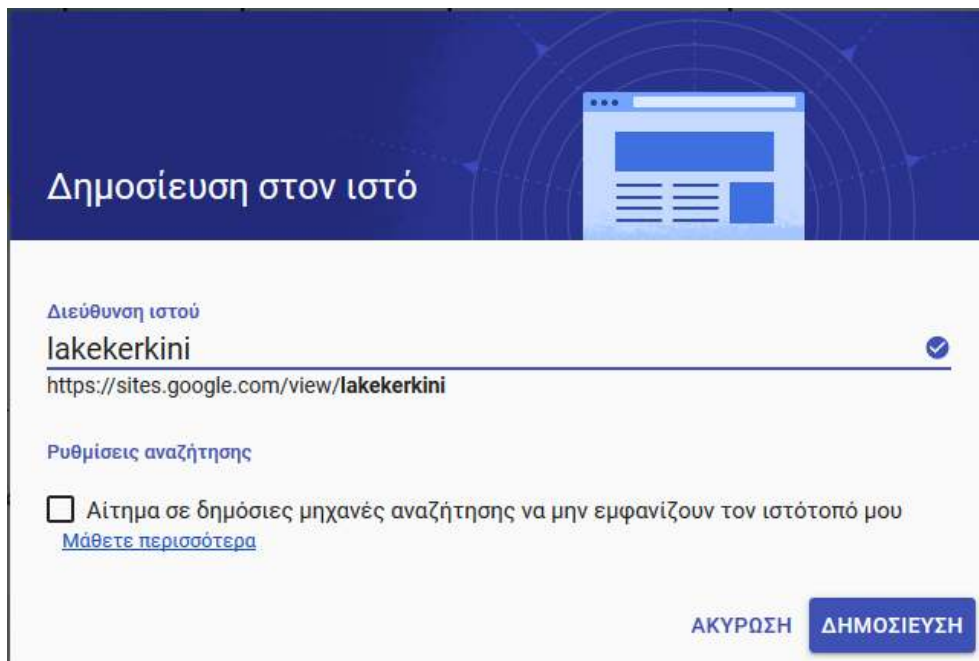 Δημοσίευση στον ιστό
Διεύθυνση ιστού
lakekerkini
https://sites.google.com/view/lakekerkini
Ρυθμίσεις αναζήτησης
Αίτημα σε δημόσιες μηχανές αναζήτησης να μην εμφανίζουν τον ιστότοπό μου
Μάθετε περισσότερα
ΑΚΥΡΩΣΗ ΔΗΜΟΣΙΕΥΣΗ